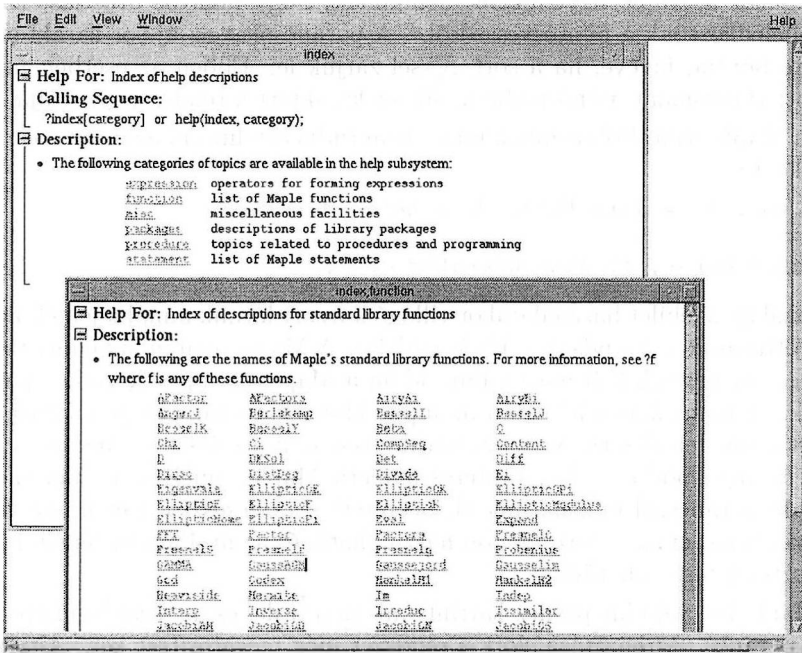 File Edit View Window Help
index
Help For: Index of help descriptions
Calling Sequence:
?index[category] or help(index, category);
Description:
• The following categories of topics are available in the help subsystem:
expression operators for forming expressions
function list of Maple functions
misc miscellaneous facilities
packages descriptions of library packages
procedure topics related to procedures and programming
statement list of Maple statements
index,function
Help For: Index of descriptions for standard library functions
Description:
• The following are the names of Maple's standard library functions. For more information, see ?f
where f is any of these functions.
AFactor AFactors AiryAi AiryBi
AngerJ Berlekamp BesselI BesselJ
BesselK BesselY Beta C
Chi Ci CompSeq Content
D DESol Det Diff
Dirac DistDeg Divide Ei
Eigenvals EllipticCE EllipticCK EllipticCPi
EllipticE EllipticF EllipticK EllipticModulus
EllipticNome EllipticPi Eval Expand
FFT Factor Factors FresnelC
FresnelS Fresnelf Fresnelg Frobenius
GAMMA GaussAGM Gaussejord Gausselim
Gcd Gcdex HankelH1 HankelH2
Heaviside Hermite Im Indep
Interp Inverse Irreduc Issimilar
JacobiAM JacobiCD JacobiCN JacobiCS